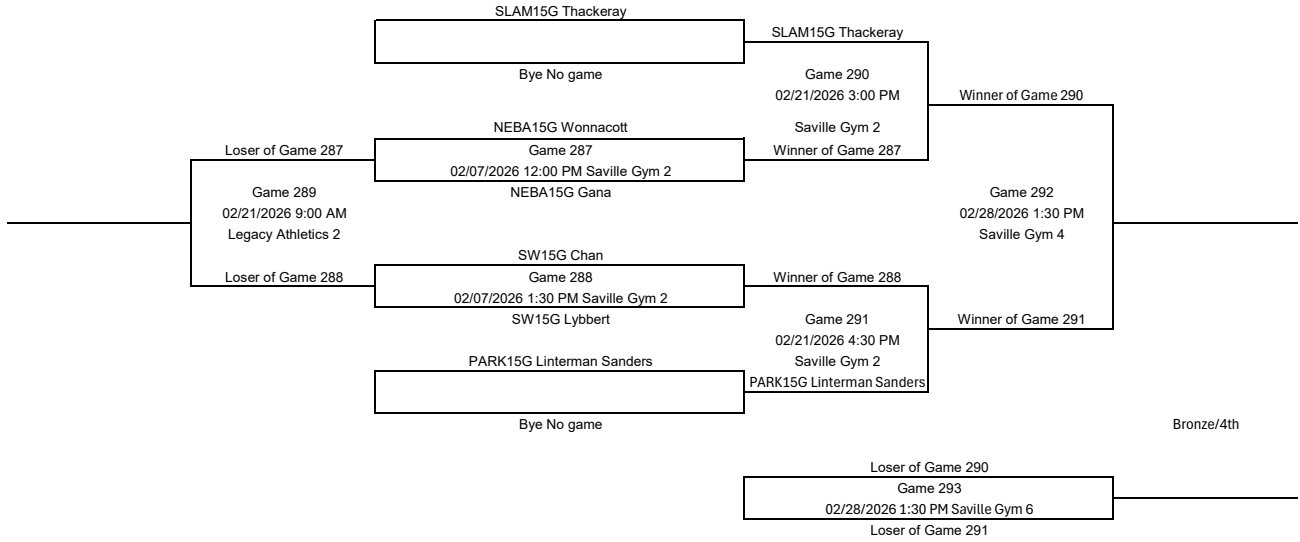 SLAM15G Thackeray
SLAM15G Thackeray
Bye No game
Game 290
02/21/2026 3:00 PM
Winner of Game 290
NEBA15G Wonnacott
Saville Gym 2
Loser of Game 287
Game 287
Winner of Game 287
02/07/2026 12:00 PM Saville Gym 2
Game 289
NEBA15G Gana
Game 292
02/21/2026 9:00 AM
02/28/2026 1:30 PM
Legacy Athletics 2
Saville Gym 4
SW15G Chan
Loser of Game 288
Game 288
Winner of Game 288
02/07/2026 1:30 PM Saville Gym 2
SW15G Lybbert
Game 291
Winner of Game 291
02/21/2026 4:30 PM
PARK15G Linterman Sanders
Saville Gym 2
PARK15G Linterman Sanders
Bye No game
Bronze/4th
Loser of Game 290
Game 293
02/28/2026 1:30 PM Saville Gym 6
Loser of Game 291